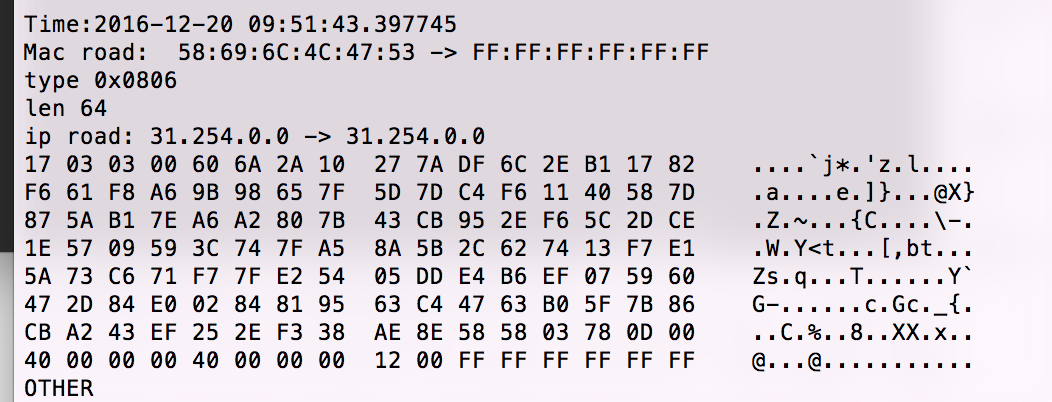 Time:2016-12-20 09:51:43.397745
Mac road:  58:69:6C:4C:47:53 -> FF:FF:FF:FF:FF:FF
type 0x0806
len 64
ip road: 31.254.0.0 -> 31.254.0.0
17 03 03 00 60 6A 2A 10  27 7A DF 6C 2E B1 17 82   ....`j*.'z.l....
F6 61 F8 A6 9B 98 65 7F  5D 7D C4 F6 11 40 58 7D   .a....e.]}...@X}
87 5A B1 7E A6 A2 80 7B  43 CB 95 2E F6 5C 2D CE   .Z.~...{C....\-.
1E 57 09 59 3C 74 7F A5  8A 5B 2C 62 74 13 F7 E1   .W.Y<t...[,bt...
5A 73 C6 71 F7 7F E2 54  05 DD E4 B6 EF 07 59 60   Zs.q...T......Y`
47 2D 84 E0 02 84 81 95  63 C4 47 63 B0 5F 7B 86   G-......c.Gc._{.
CB A2 43 EF 25 2E F3 38  AE 8E 58 58 03 78 0D 00   ..C.%..8..XX.x..
40 00 00 00 40 00 00 00  12 00 FF FF FF FF FF FF   @...@...........
OTHER